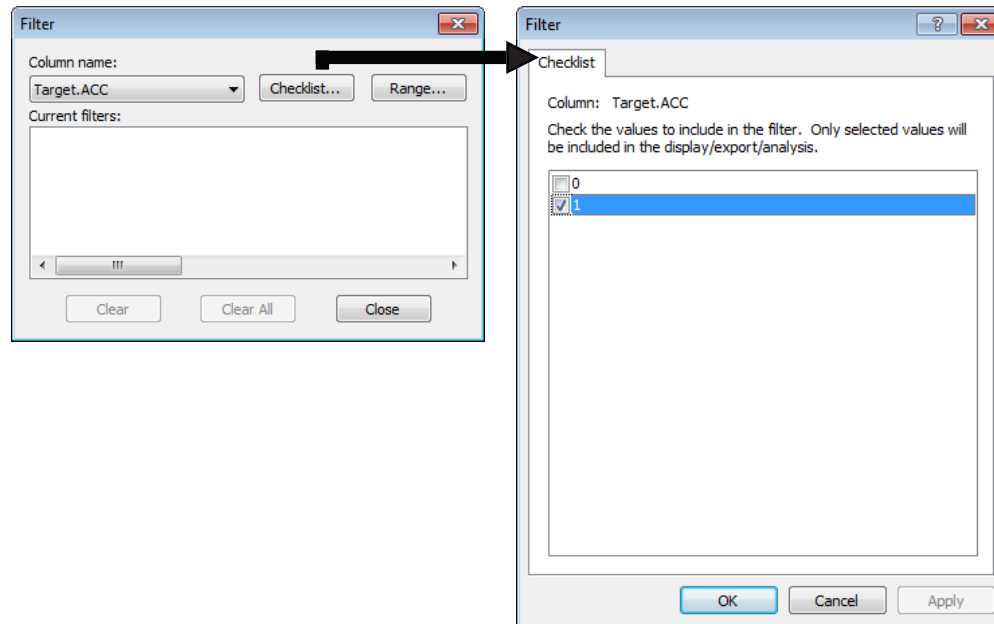 Filter
Column name:
Target.ACC
Checklist...
Range...
Current filters:
Clear
Clear All
Close
Filter
Checklist
Column: Target.ACC
Check the values to include in the filter. Only selected values will
be included in the display/export/analysis.
0
1
OK
Cancel
Apply